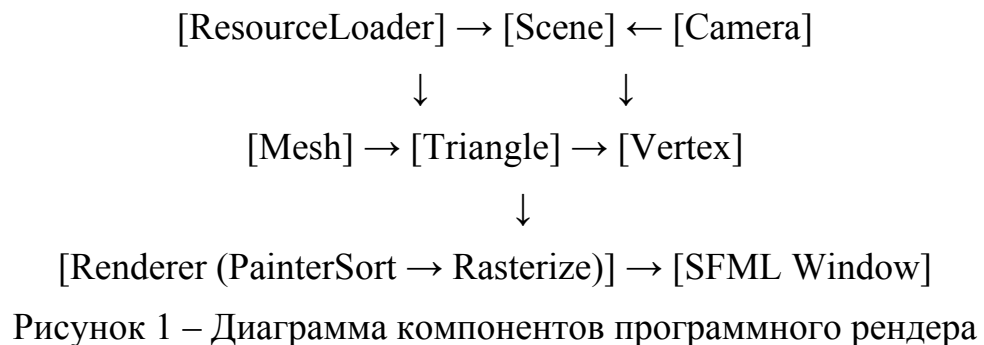 [ResourceLoader] → [Scene] ← [Camera]
↓ ↓
[Mesh] → [Triangle] → [Vertex]
↓
[Renderer (PainterSort → Rasterize)] → [SFML Window]
Рисунок 1 – Диаграмма компонентов программного рендера